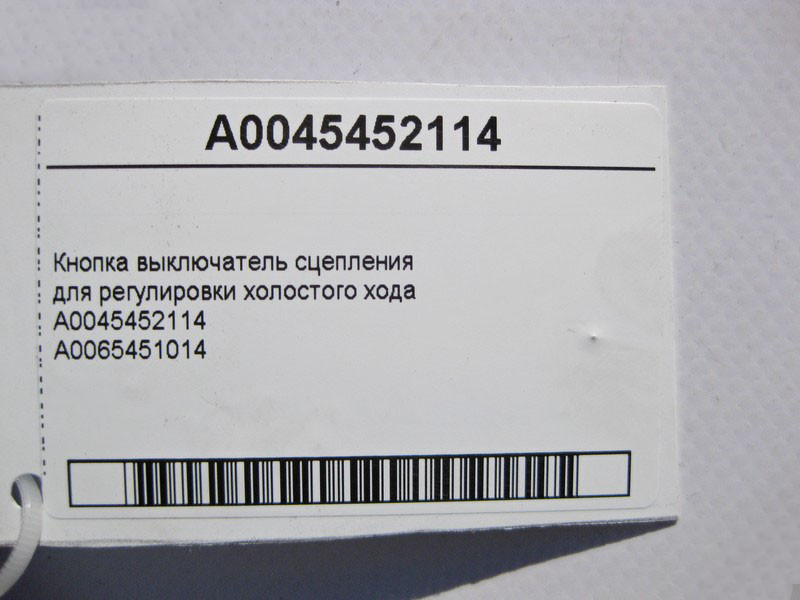 A0045452114
Кнопка выключатель сцепления
для регулировки холостого хода
A0045452114
A0065451014